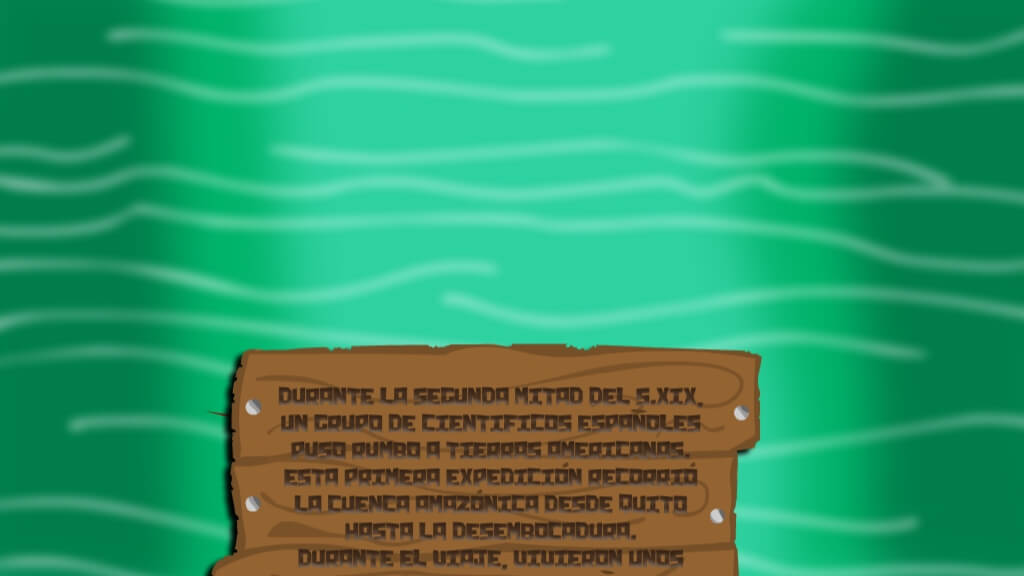 DURANTE LA SEGUNDA MITAD DEL S.XIX,
UN GRUPO DE CIENTIFICOS ESPAÑOLES
PUSO RUMBO A TIERRAS AMERICANAS.
ESTA PRIMERA EXPEDICIÓN RECORRIÓ
LA CUENCA AMAZÓNICA DESDE QUITO
HASTA LA DESEMBOCADURA.
DURANTE EL VIAJE, VIVIERON UNOS